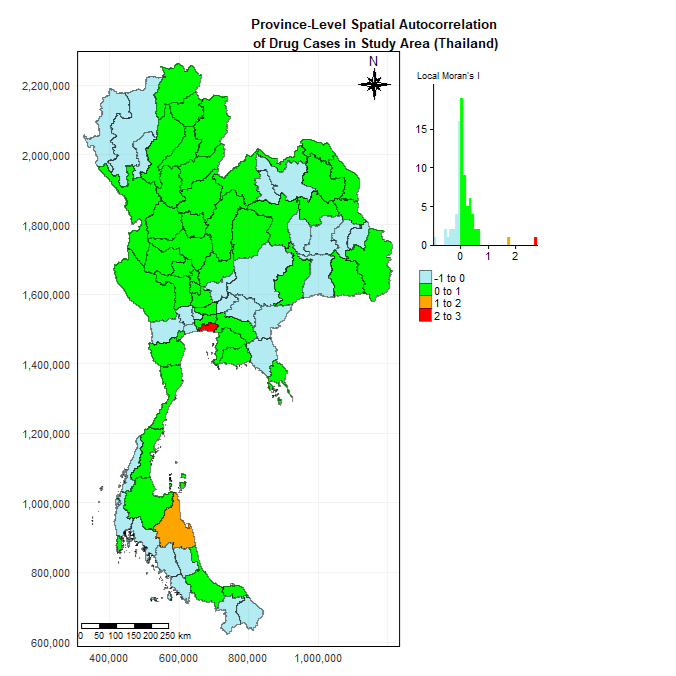 Province-Level Spatial Autocorrelation
of Drug Cases in Study Area (Thailand)
N
Local Moran's I
2,200,000
2,000,000
1,800,000
1,600,000
1,400,000
1,200,000
1,000,000
800,000
600,000
15
10
5
0
0 1 2
-1 to 0
0 to 1
1 to 2
2 to 3
0 50 100 150 200 250 km
400,000 600,000 800,000 1,000,000